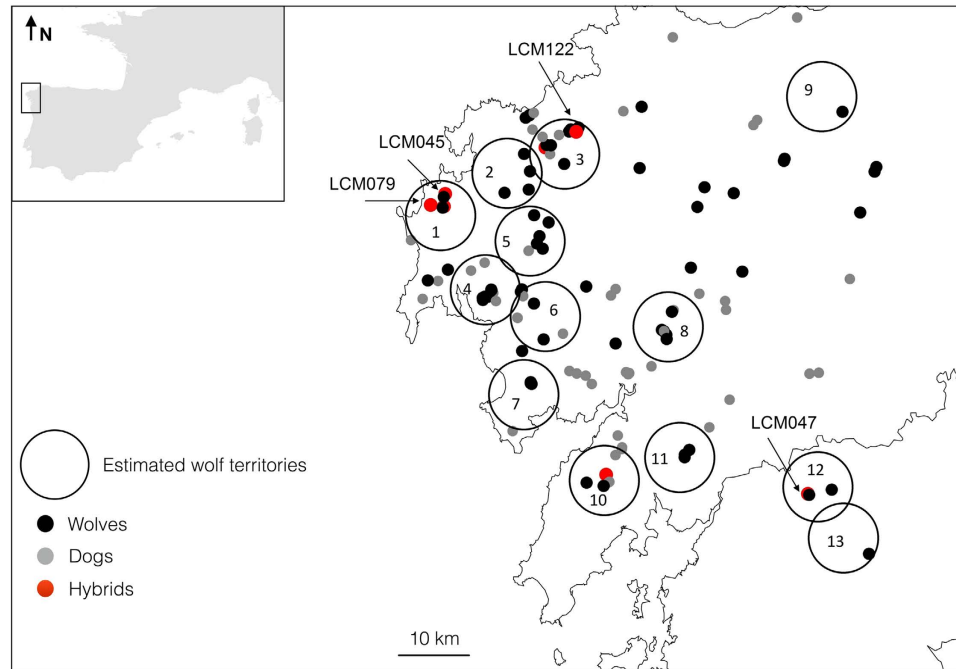 N
LCM122
9
LCM045
3
2
LCM079
1
5
4
6
8
7
LCM047
Estimated wolf territories
11
12
10
Wolves
13
Dogs
Hybrids
10 km